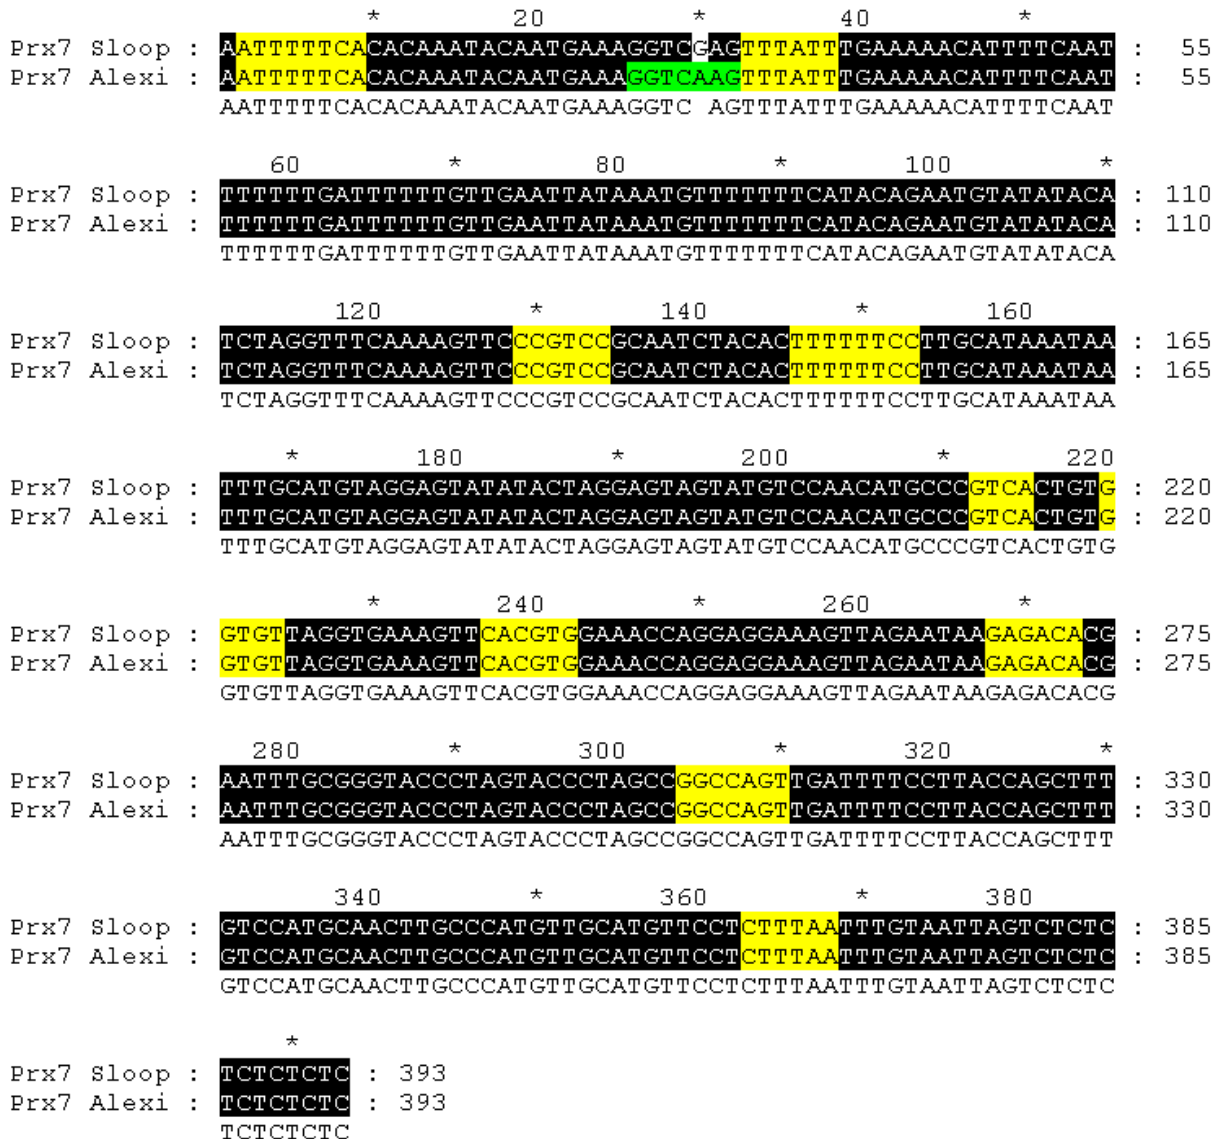 * 20 * 40 *
Prx7 Sloop : AATTTTTCACACAAATACAATGAAAGGTCGAGTTTATTTGAAAAACATTTTCAAT : 55
Prx7 Alexi : AATTTTTCACACAAATACAATGAAAGGTCAAGTTTATTTGAAAAACATTTTCAAT : 55
AATTTTTCACACAAATACAATGAAAGGTC AGTTTATTTGAAAAACATTTTCAAT
60 * 80 * 100 *
Prx7 Sloop : TTTTTTGATTTTTTGTTGAATTATAAATGTTTTTTTCATACAGAATGTATATACA : 110
Prx7 Alexi : TTTTTTGATTTTTTGTTGAATTATAAATGTTTTTTTCATACAGAATGTATATACA : 110
TTTTTTGATTTTTTGTTGAATTATAAATGTTTTTTTCATACAGAATGTATATACA
120 * 140 * 160
Prx7 Sloop : TCTAGGTTTCAAAAGTTCCCGTCCGCAATCTACACTTTTTTCCTTGCATAAATAA : 165
Prx7 Alexi : TCTAGGTTTCAAAAGTTCCCGTCCGCAATCTACACTTTTTTCCTTGCATAAATAA : 165
TCTAGGTTTCAAAAGTTCCCGTCCGCAATCTACACTTTTTTCCTTGCATAAATAA
* 180 * 200 * 220
Prx7 Sloop : TTTGCATGTAGGAGTATATACTAGGAGTAGTATGTCCAACATGCCCGTCACTGTG : 220
Prx7 Alexi : TTTGCATGTAGGAGTATATACTAGGAGTAGTATGTCCAACATGCCCGTCACTGTG : 220
TTTGCATGTAGGAGTATATACTAGGAGTAGTATGTCCAACATGCCCGTCACTGTG
* 240 * 260 *
Prx7 Sloop : GTGTTAGGTGAAAGTTCACGTGGAAACCAGGAGGAAAGTTAGAATAAGAGACACG : 275
Prx7 Alexi : GTGTTAGGTGAAAGTTCACGTGGAAACCAGGAGGAAAGTTAGAATAAGAGACACG : 275
GTGTTAGGTGAAAGTTCACGTGGAAACCAGGAGGAAAGTTAGAATAAGAGACACG
280 * 300 * 320 *
Prx7 Sloop : AATTTGCGGGTACCCTAGTACCCTAGCCGGCCAGTTGATTTTCCTTACCAGCTTT : 330
Prx7 Alexi : AATTTGCGGGTACCCTAGTACCCTAGCCGGCCAGTTGATTTTCCTTACCAGCTTT : 330
AATTTGCGGGTACCCTAGTACCCTAGCCGGCCAGTTGATTTTCCTTACCAGCTTT
340 * 360 * 380
Prx7 Sloop : GTCCATGCAACTTGCCCATGTTGCATGTTCCTCTTTAATTTGTAATTAGTCTCTC : 385
Prx7 Alexi : GTCCATGCAACTTGCCCATGTTGCATGTTCCTCTTTAATTTGTAATTAGTCTCTC : 385
GTCCATGCAACTTGCCCATGTTGCATGTTCCTCTTTAATTTGTAATTAGTCTCTC
*
Prx7 Sloop : TCTCTCTC : 393
Prx7 Alexi : TCTCTCTC : 393
TCTCTCTC